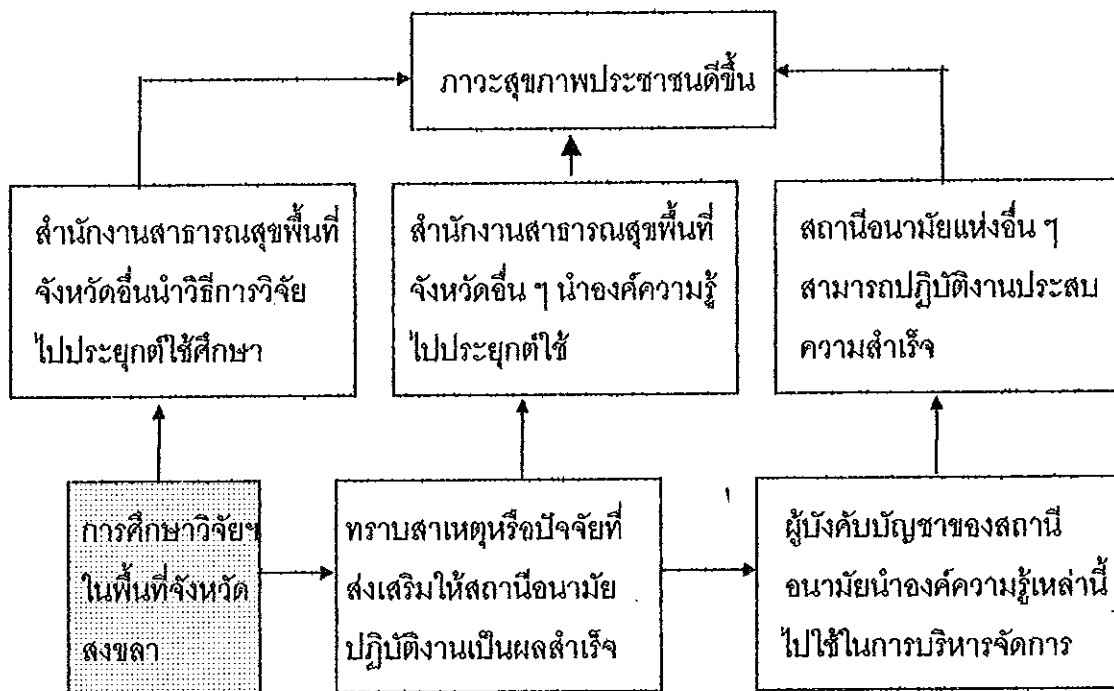 ภาวะสุขภาพประชาชนดีขึ้น
สำนักงานสาธารณสุขพื้นที่
จังหวัดอื่นนำวิธีการวิจัย
ไปประยุกต์ใช้ศึกษา
สำนักงานสาธารณสุขพื้นที่
จังหวัดอื่น ๆ นำองค์ความรู้
ไปประยุกต์ใช้
สถานีอนามัยแห่งอื่น ๆ
สามารถปฏิบัติงานประสบ
ความสำเร็จ
การศึกษาวิจัยฯ
ในพื้นที่จังหวัด
สงขลา
ทราบสาเหตุหรือปัจจัยที่
ส่งเสริมให้สถานีอนามัย
ปฏิบัติงานเป็นผลสำเร็จ
ผู้บังคับบัญชาของสถานี
อนามัยนำองค์ความรู้เหล่านี้
ไปใช้ในการบริหารจัดการ